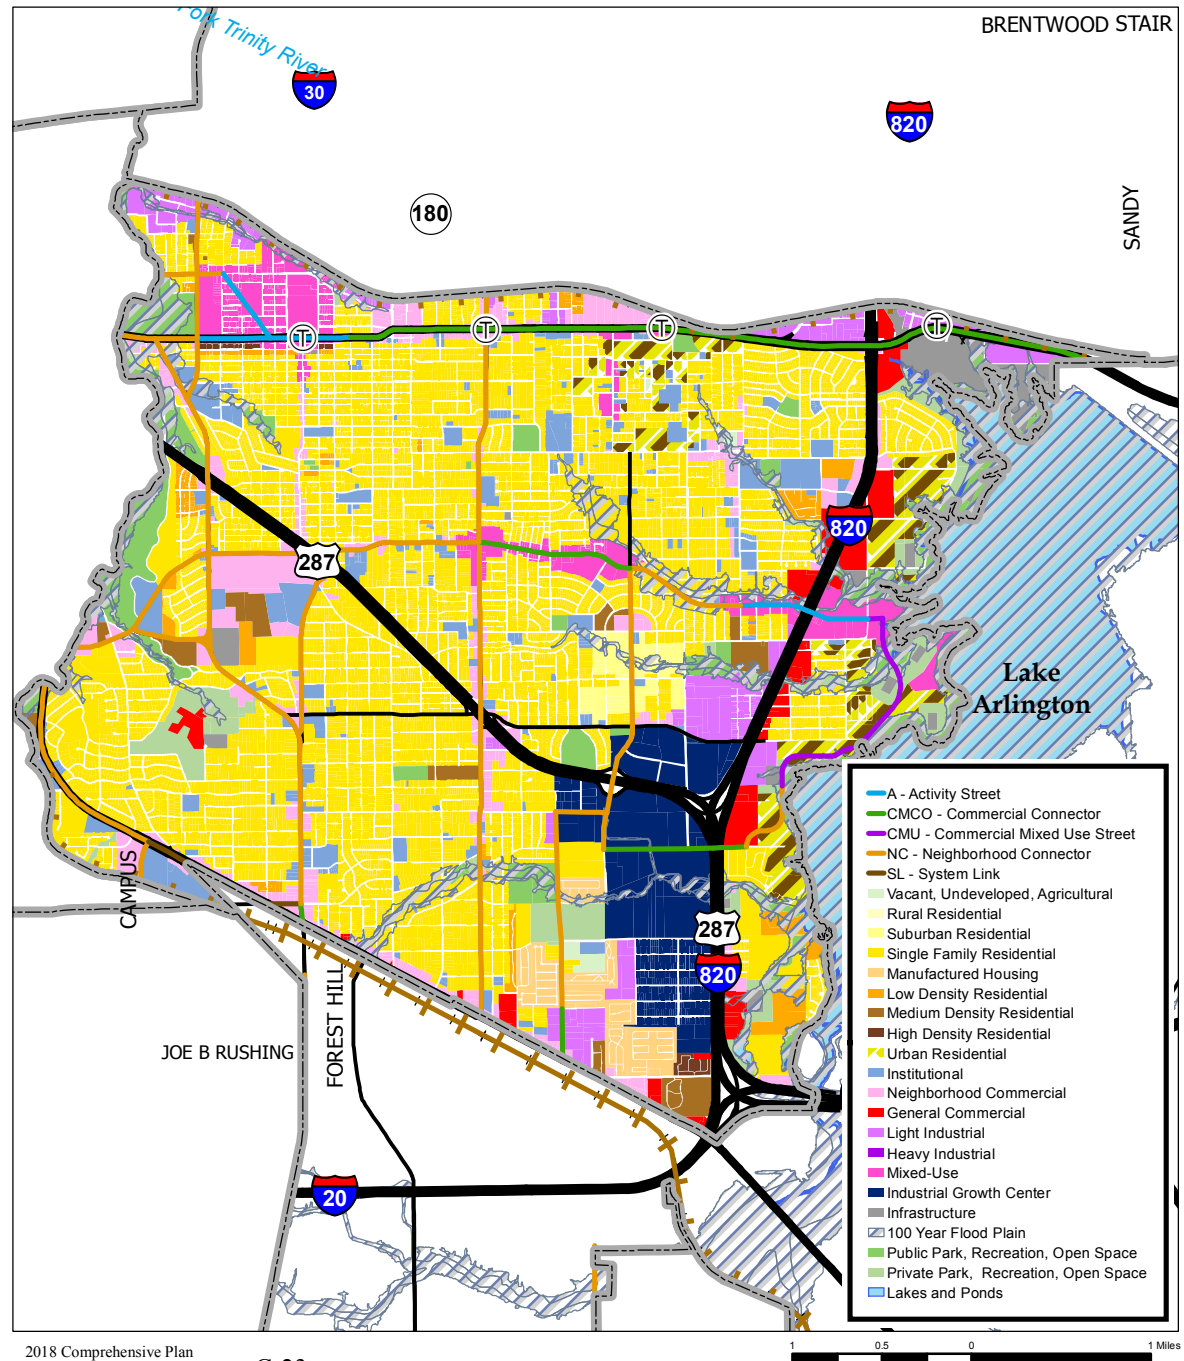 BRENTWOOD STAIR
Fork Trinity River
30
820
180
SANDY
T
T
T
T
820
287
Lake
Arlington
287
820
CAMPUS
FOREST HILL
JOE B RUSHING
20
A - Activity Street
CMCO - Commercial Connector
CMU - Commercial Mixed Use Street
NC - Neighborhood Connector
SL - System Link
Vacant, Undeveloped, Agricultural
Rural Residential
Suburban Residential
Single Family Residential
Manufactured Housing
Low Density Residential
Medium Density Residential
High Density Residential
Urban Residential
Institutional
Neighborhood Commercial
General Commercial
Light Industrial
Heavy Industrial
Mixed-Use
Industrial Growth Center
Infrastructure
100 Year Flood Plain
Public Park, Recreation, Open Space
Private Park, Recreation, Open Space
Lakes and Ponds
2018 Comprehensive Plan
1 0.5 0 1 Miles